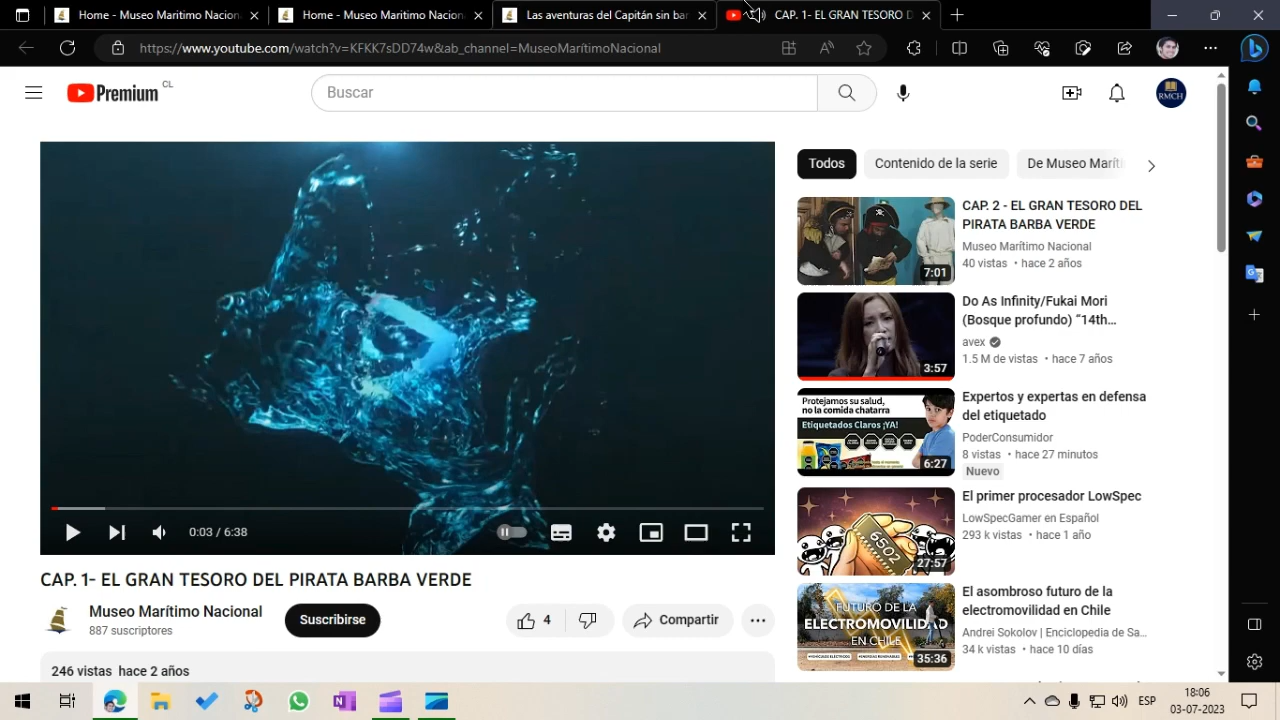 Home - Museo Marítimo Nacional
Home - Museo Marítimo Nacional
Las aventuras del Capitán sin bar
CAP. 1- EL GRAN TESORO D
https://www.youtube.com/watch?v=KFKK7sDD74w&ab_channel=MuseoMarítimoNacional
Premium CL
Buscar
RMCH
Todos
Contenido de la serie
De Museo Maríti
CAP. 2 - EL GRAN TESORO DEL
PIRATA BARBA VERDE
Museo Marítimo Nacional
40 vistas • hace 2 años
7:01
Do As Infinity/Fukai Mori
(Bosque profundo) “14th…
avex
1.5 M de vistas • hace 7 años
3:57
Protejamos su salud,
no la comida chatarra
Etiquetados Claros ¡YA!
6:27
Expertos y expertas en defensa
del etiquetado
PoderConsumidor
8 vistas • hace 27 minutos
Nuevo
6502
27:57
El primer procesador LowSpec
LowSpecGamer en Español
293 k vistas • hace 1 año
FUTURO DE LA
ELECTROMOVILIDAD
EN CHILE
35:36
El asombroso futuro de la
electromovilidad en Chile
Andrei Sokolov | Enciclopedia de Sa…
34 k vistas • hace 10 días
0:03 / 6:38
CAP. 1- EL GRAN TESORO DEL PIRATA BARBA VERDE
Museo Marítimo Nacional
887 suscriptores
Suscribirse
4
Compartir
246 vistas hace 2 años
ESP
18:06
03-07-2023